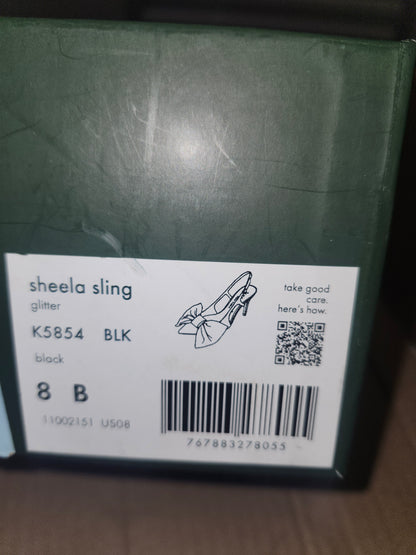 sheela sling
glitter
K5854 BLK
black
8 B
11002151 US08
take good
care.
here's how.
767883278055